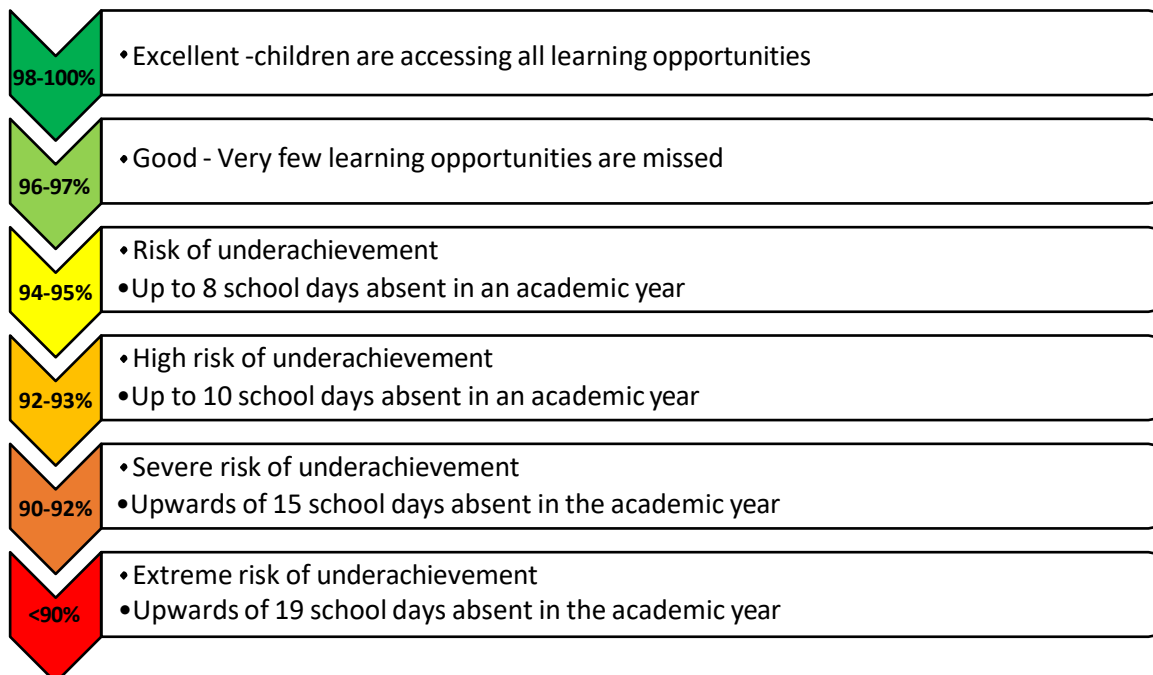 98-100%
• Excellent -children are accessing all learning opportunities
96-97%
• Good - Very few learning opportunities are missed
94-95%
• Risk of underachievement
• Up to 8 school days absent in an academic year
92-93%
• High risk of underachievement
• Up to 10 school days absent in an academic year
90-92%
• Severe risk of underachievement
• Upwards of 15 school days absent in the academic year
<90%
• Extreme risk of underachievement
• Upwards of 19 school days absent in the academic year